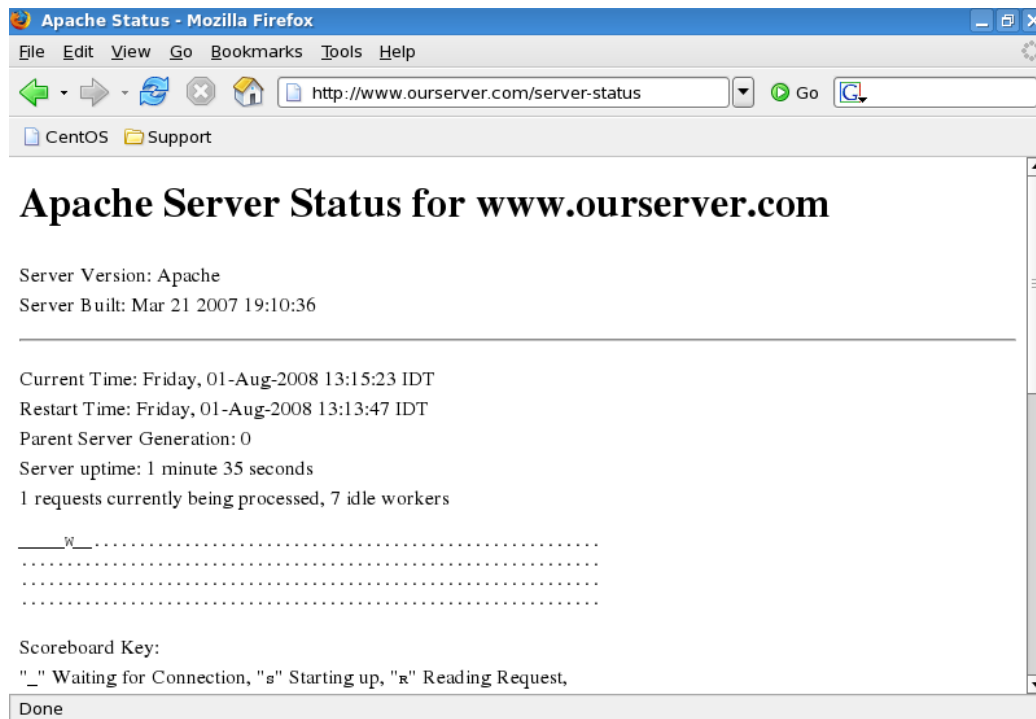 Apache Status - Mozilla Firefox
File Edit View Go Bookmarks Tools Help
http://www.ourserver.com/server-status Go G
CentOS Support
Apache Server Status for www.ourserver.com
Server Version: Apache
Server Built: Mar 21 2007 19:10:36
Current Time: Friday, 01-Aug-2008 13:15:23 IDT
Restart Time: Friday, 01-Aug-2008 13:13:47 IDT
Parent Server Generation: 0
Server uptime: 1 minute 35 seconds
1 requests currently being processed, 7 idle workers
_____W__........................................................
................................................................
................................................................
................................................................
Scoreboard Key:
"_" Waiting for Connection, "S" Starting up, "R" Reading Request,
Done